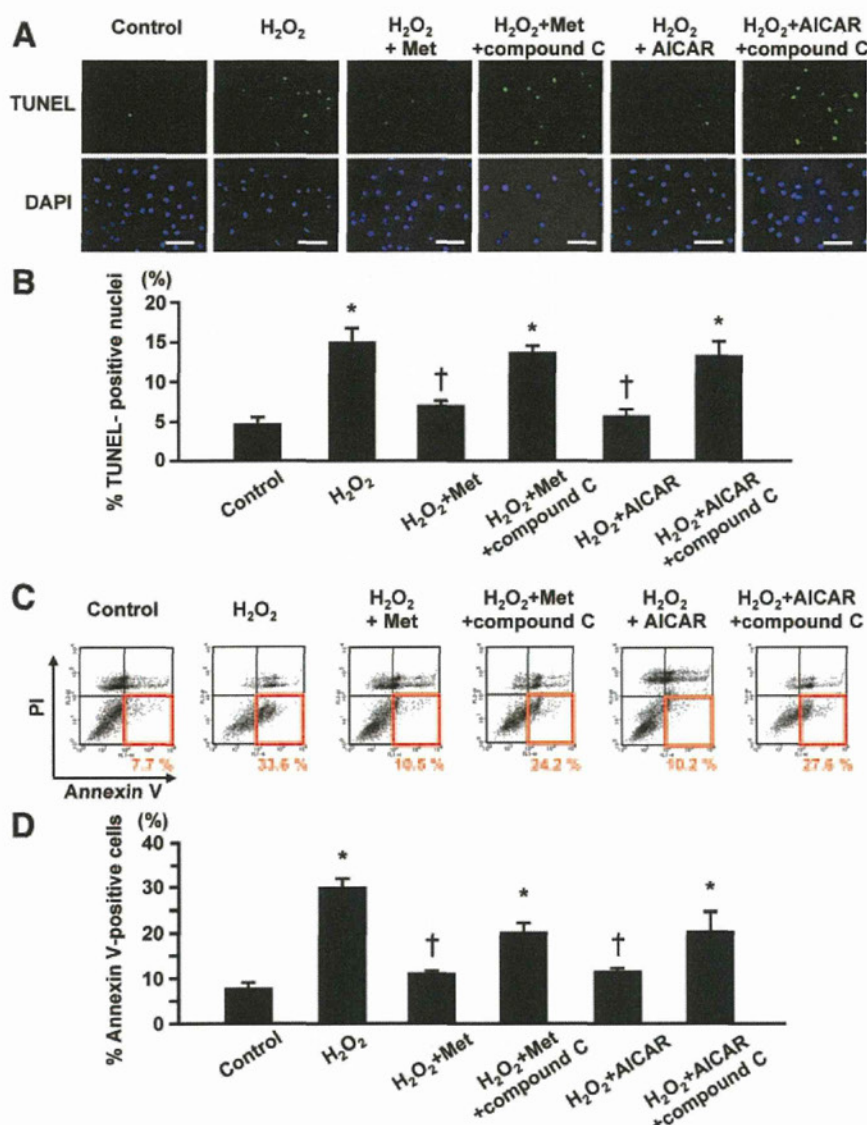 A
Control
H₂O₂
H₂O₂
+ Met
H₂O₂+Met
+compound C
H₂O₂
+ AICAR
H₂O₂+AICAR
+compound C
TUNEL
DAPI
B
(%)
% TUNEL- positive nuclei
20
15
10
5
0
*
†
*
†
*
Control
H₂O₂
H₂O₂+Met
H₂O₂+Met
+compound C
H₂O₂+AICAR
H₂O₂+AICAR
+compound C
C
Control
H₂O₂
H₂O₂
+ Met
H₂O₂+Met
+compound C
H₂O₂
+ AICAR
H₂O₂+AICAR
+compound C
PI
7.7 %
33.6 %
10.5 %
24.2 %
10.2 %
27.6 %
Annexin V
D
(%)
% Annexin V-positive cells
40
30
20
10
0
*
†
*
†
*
Control
H₂O₂
H₂O₂+Met
H₂O₂+Met
+compound C
H₂O₂+AICAR
H₂O₂+AICAR
+compound C